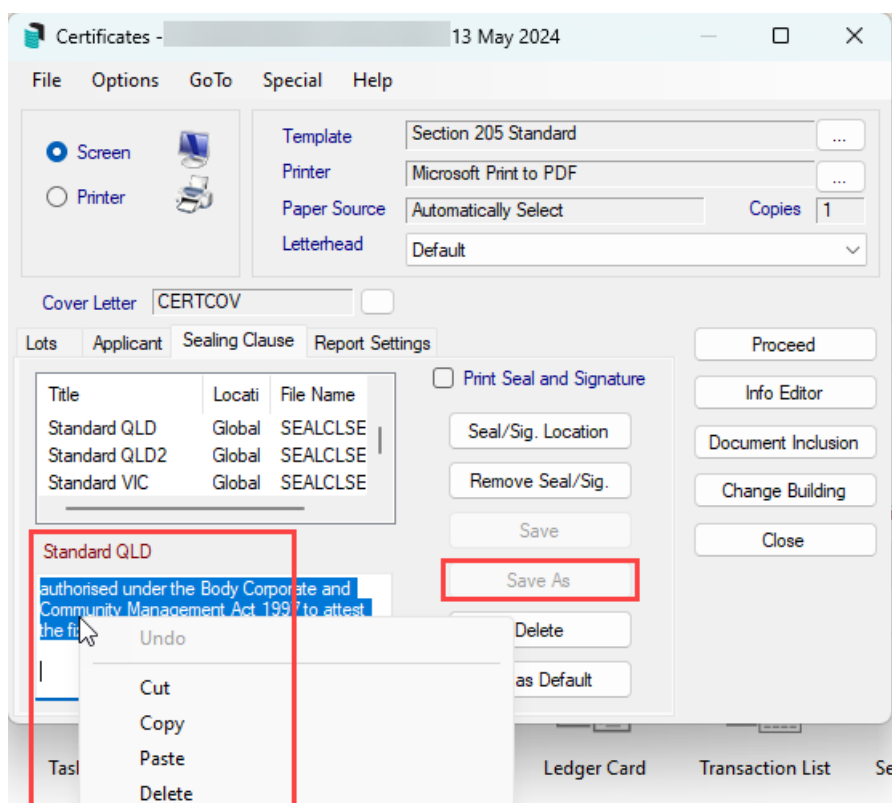 Certificates - 13 May 2024
File Options GoTo Special Help
Screen
Printer
Template Section 205 Standard ...
Printer Microsoft Print to PDF ...
Paper Source Automatically Select Copies 1
Letterhead Default
Cover Letter CERTCOV
Lots Applicant Sealing Clause Report Settings
Title Locati File Name
Standard QLD Global SEALCLSE
Standard QLD2 Global SEALCLSE
Standard VIC Global SEALCLSE
Print Seal and Signature
Seal/Sig. Location
Remove Seal/Sig.
Save
Save As
Delete
as Default
Proceed
Info Editor
Document Inclusion
Change Building
Close
Standard QLD
authorised under the Body Corporate and
Community Management Act 1997 to attest
the
Undo
Cut
Copy
Paste
Delete
Ledger Card Transaction List